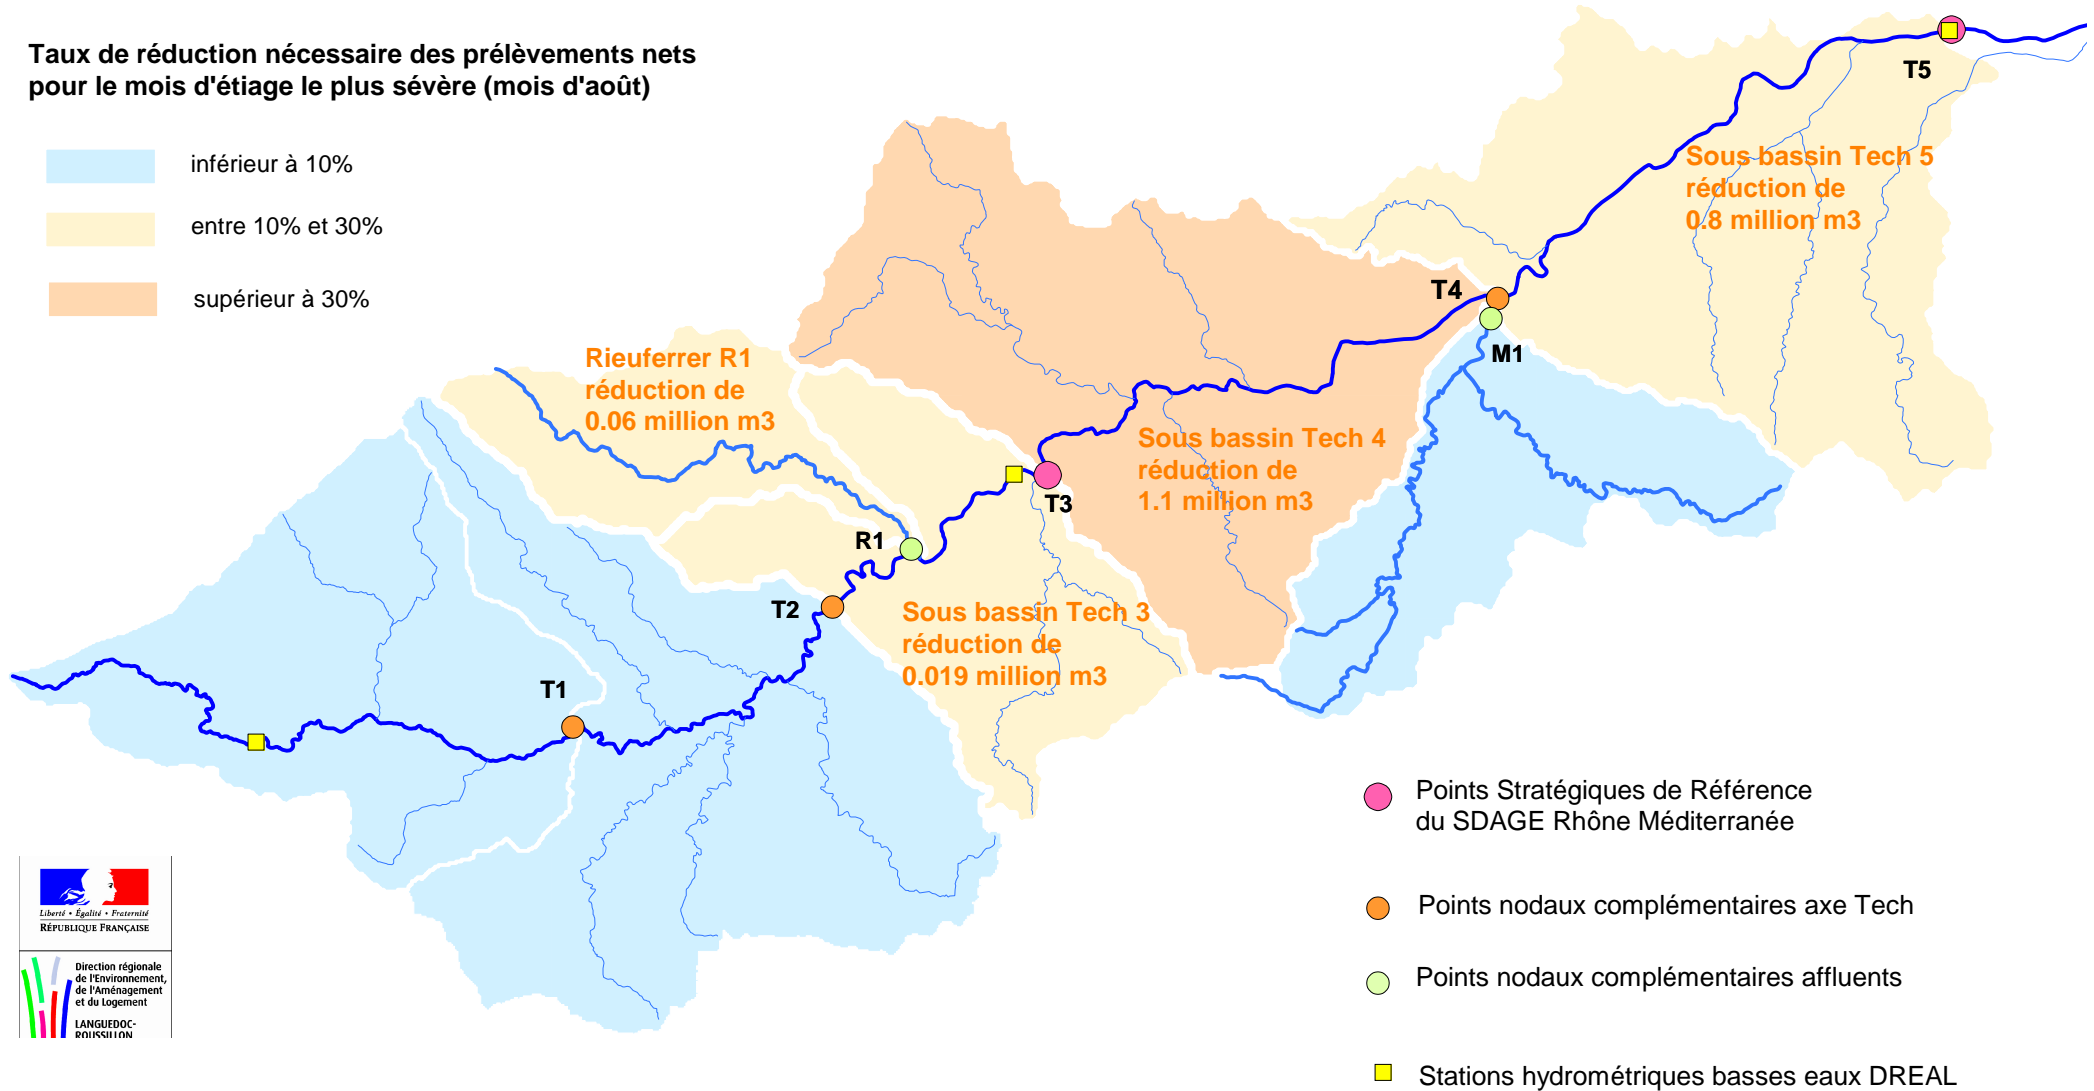 Taux de réduction nécessaire des prélèvements nets
pour le mois d'étiage le plus sévère (mois d'août)
inférieur à 10%
entre 10% et 30%
supérieur à 30%
T5
Sous bassin Tech 5
réduction de
0.8 million m3
T4
M1
Rieuferrer R1
réduction de
0.06 million m3
Sous bassin Tech 4
réduction de
1.1 million m3
T3
R1
T2
Sous bassin Tech 3
réduction de
0.019 million m3
T1
Points Stratégiques de Référence
du SDAGE Rhône Méditerranée
Points nodaux complémentaires axe Tech
Points nodaux complémentaires affluents
Stations hydrométriques basses eaux DREAL
Liberté • Égalité • Fraternité
RÉPUBLIQUE FRANÇAISE
Direction régionale
de l'Environnement,
de l'Aménagement
et du Logement
LANGUEDOC-
ROUSSILLON